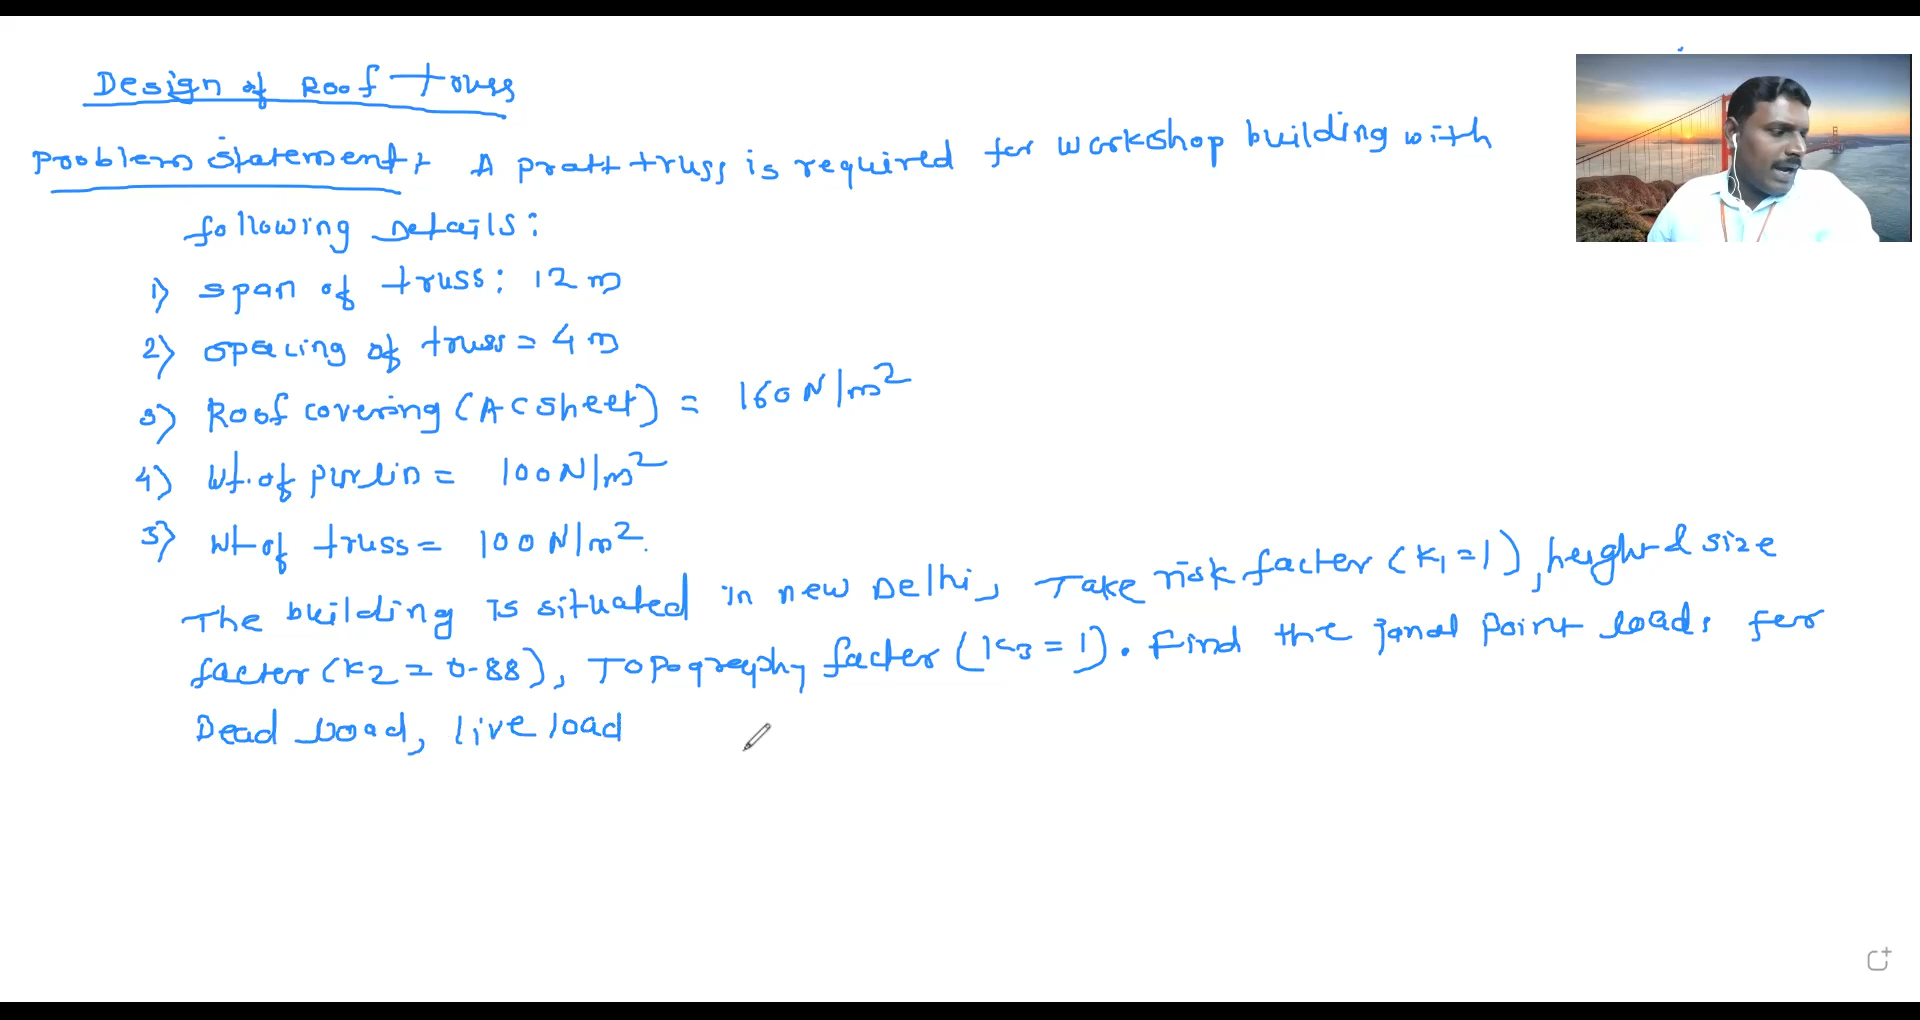 Design of Roof truss
Problem statement: A pratt truss is required for workshop building with
following Details:
1) span of truss: 12 m
2) spacing of truss = 4 m
3) Roof covering (AC sheet) = 160 N/m²
4) Wt. of purlin = 100 N/m²
5) Wt of truss = 100 N/m².
The building is situated in new Delhi, Take risk factor (K₁ = 1), height & size
factor (K₂ = 0.88), Topography factor (K₃ = 1). Find the panel point loads for
Dead load, live load